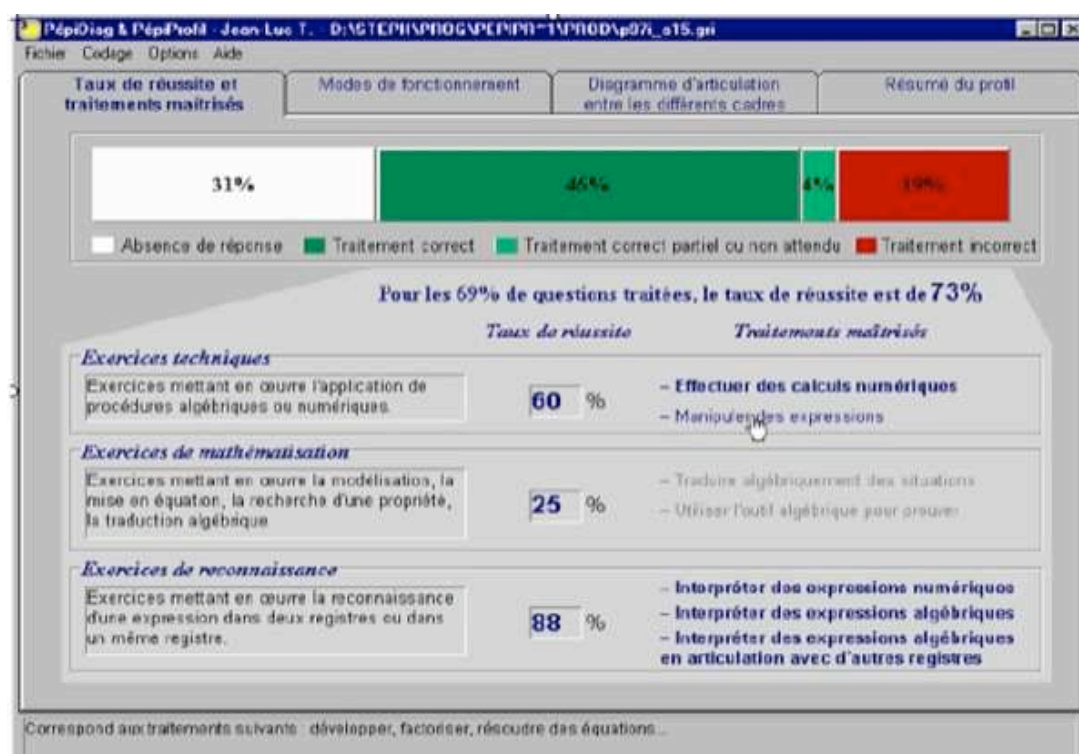 PépiDiag & PépiProfil - Jean-Luc T. - D:\STEPH\PROG\PEPIPR~1\PROD\p97i_o15.gri
Fichier Codage Options Aide
Taux de réussite et
traitements maîtrisés
Modes de fonctionnement
Diagramme d'articulation
entre les différents cadres
Résumé du profil
31% 46% 4% 19%
Absence de réponse Traitement correct Traitement correct partiel ou non attendu Traitement incorrect
Pour les 69% de questions traitées, le taux de réussite est de 73%
Taux de réussite Traitements maîtrisés
Exercices techniques
Exercices mettant en œuvre l'application de
procédures algébriques ou numériques.
60 %
– Effectuer des calculs numériques
– Manipuler des expressions
Exercices de mathématisation
Exercices mettant en œuvre la modélisation, la
mise en équation, la recherche d'une propriété,
la traduction algébrique
25 %
– Traduire algébriquement des situations
– Utiliser l'outil algébrique pour prouver
Exercices de reconnaissance
Exercices mettant en œuvre la reconnaissance
d'une expression dans deux registres ou dans
un même registre.
88 %
– Interpréter des expressions numériques
– Interpréter des expressions algébriques
– Interpréter des expressions algébriques
en articulation avec d'autres registres
Correspond aux traitements suivants : développer, factoriser, résoudre des équations...